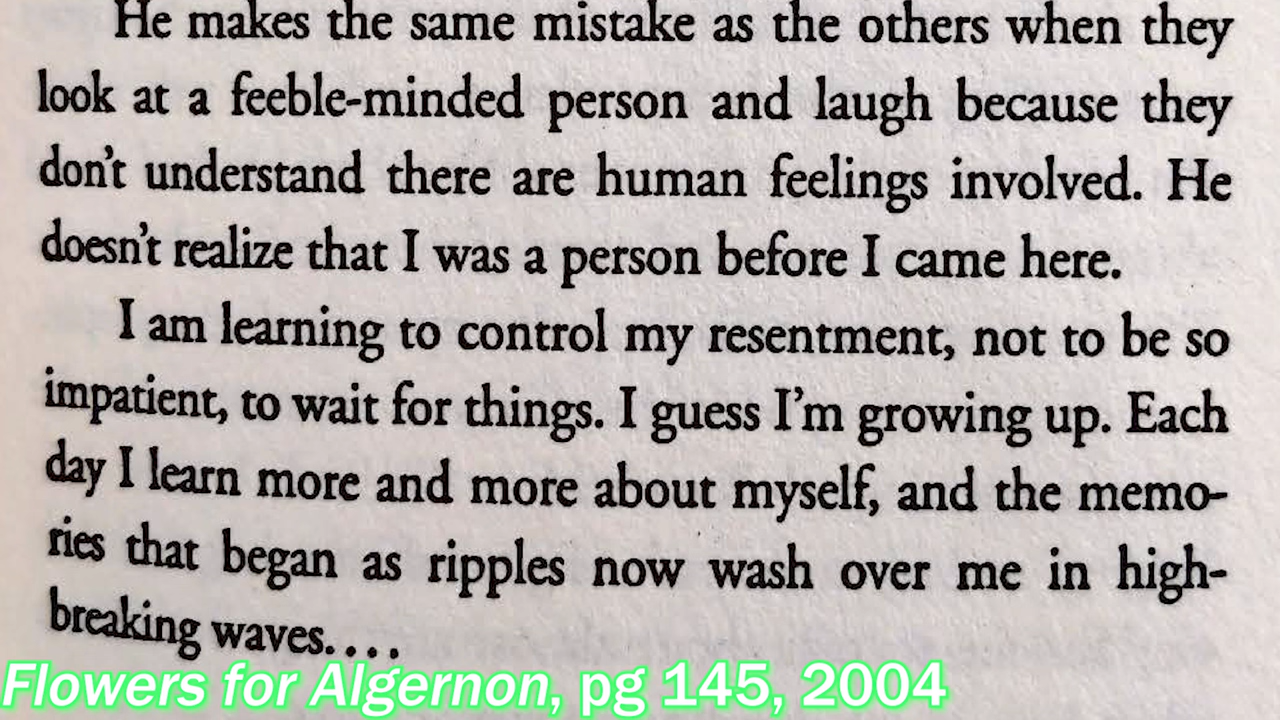 He makes the same mistake as the others when they
look at a feeble-minded person and laugh because they
don't understand there are human feelings involved. He
doesn't realize that I was a person before I came here.
I am learning to control my resentment, not to be so
impatient, to wait for things. I guess I'm growing up. Each
day I learn more and more about myself, and the memo-
ries that began as ripples now wash over me in high-
breaking waves....
Flowers for Algernon, pg 145, 2004